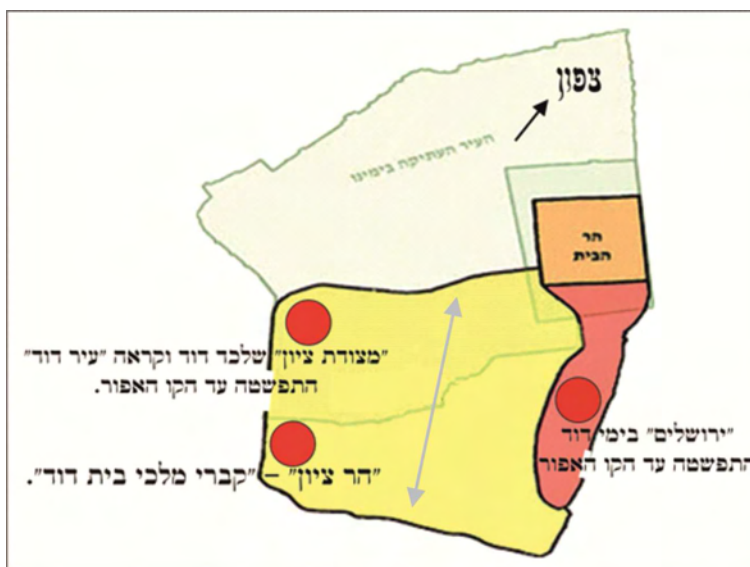 צפון
העיר העתיקה בימינו
הר
הבית
"מצודת ציון" שלכד דוד וקראה "עיר דוד"
התפשטה עד הקו האפור.
"ירושלים" בימי דוד
התפשטה עד הקו האפור
"הר ציון" – "קברי מלכי בית דוד".